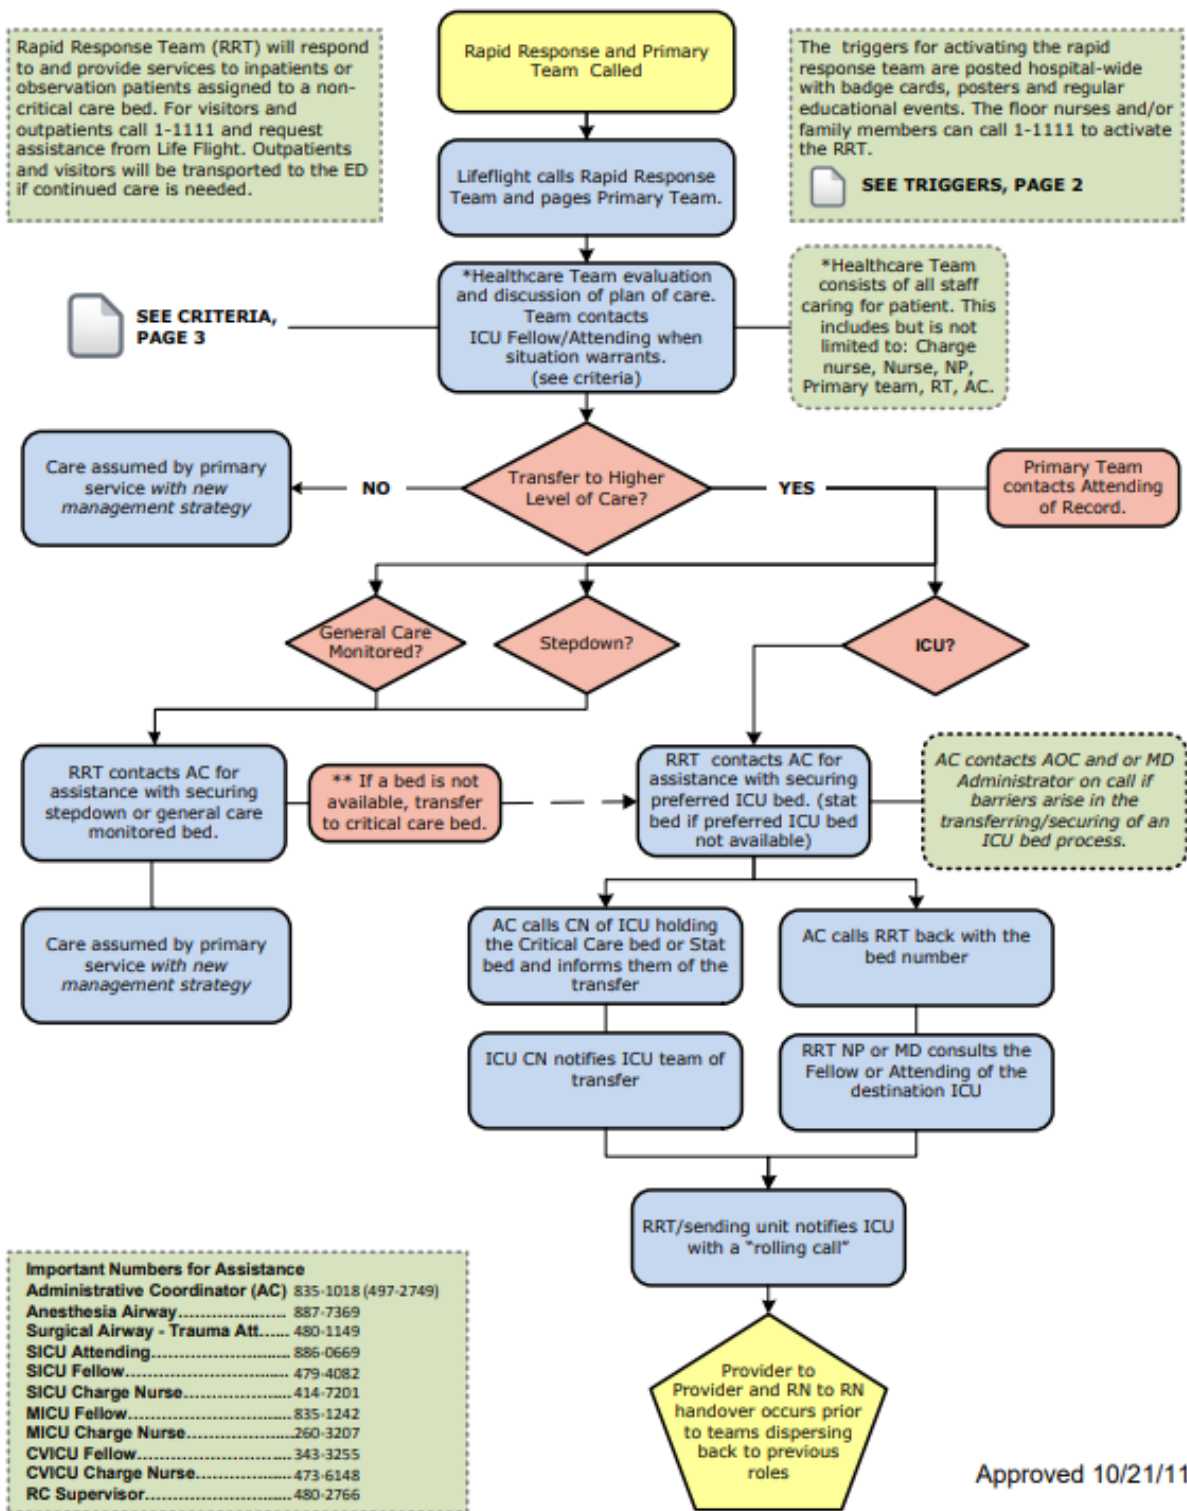 Rapid Response Team (RRT) will respond
to and provide services to inpatients or
observation patients assigned to a non-
critical care bed. For visitors and
outpatients call 1-1111 and request
assistance from Life Flight. Outpatients
and visitors will be transported to the ED
if continued care is needed.
Rapid Response and Primary
Team Called
The triggers for activating the rapid
response team are posted hospital-wide
with badge cards, posters and regular
educational events. The floor nurses and/or
family members can call 1-1111 to activate
the RRT.
SEE TRIGGERS, PAGE 2
Lifeflight calls Rapid Response
Team and pages Primary Team.
SEE CRITERIA,
PAGE 3
*Healthcare Team evaluation
and discussion of plan of care.
Team contacts
ICU Fellow/Attending when
situation warrants.
(see criteria)
*Healthcare Team
consists of all staff
caring for patient. This
includes but is not
limited to: Charge
nurse, Nurse, NP,
Primary team, RT, AC.
Care assumed by primary
service with new
management strategy
NO
Transfer to Higher
Level of Care?
YES
Primary Team
contacts Attending
of Record.
General Care
Monitored?
Stepdown?
ICU?
RRT contacts AC for
assistance with securing
stepdown or general care
monitored bed.
** If a bed is not
available, transfer
to critical care bed.
RRT contacts AC for
assistance with securing
preferred ICU bed. (stat
bed if preferred ICU bed
not available)
AC contacts AOC and or MD
Administrator on call if
barriers arise in the
transferring/securing of an
ICU bed process.
Care assumed by primary
service with new
management strategy
AC calls CN of ICU holding
the Critical Care bed or Stat
bed and informs them of the
transfer
AC calls RRT back with the
bed number
ICU CN notifies ICU team of
transfer
RRT NP or MD consults the
Fellow or Attending of the
destination ICU
RRT/sending unit notifies ICU
with a “rolling call”
Important Numbers for Assistance
Administrative Coordinator (AC) 835-1018 (497-2749)
Anesthesia Airway..................... 887-7369
Surgical Airway - Trauma Att...... 480-1149
SICU Attending.......................... 886-0669
SICU Fellow............................... 479-4082
SICU Charge Nurse.................... 414-7201
MICU Fellow............................... 835-1242
MICU Charge Nurse....................260-3207
CVICU Fellow............................. 343-3255
CVICU Charge Nurse.................. 473-6148
RC Supervisor............................ 480-2766
Provider to
Provider and RN to RN
handover occurs prior
to teams dispersing
back to previous
roles
Approved 10/21/11